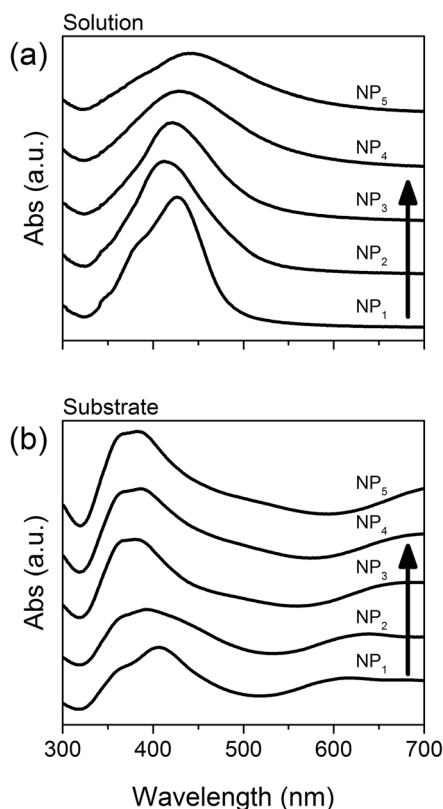 Solution
(a)
NP₅
NP₄
NP₃
NP₂
NP₁
Abs (a.u.)
Substrate
(b)
NP₅
NP₄
NP₃
NP₂
NP₁
Abs (a.u.)
300 400 500 600 700
Wavelength (nm)